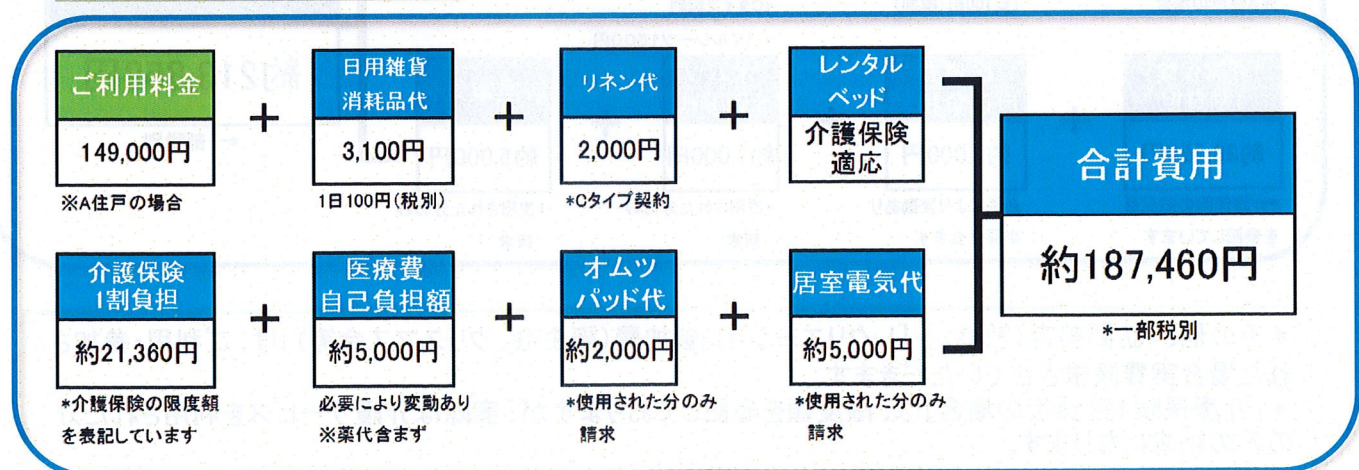 ご利用料金
149,000円
※A住戸の場合
+
日用雑貨
消耗品代
3,100円
1日100円(税別)
+
リネン代
2,000円
*Cタイプ契約
+
レンタル
ベッド
介護保険
適応
介護保険
1割負担
約21,360円
*介護保険の限度額
を表記しています
+
医療費
自己負担額
約5,000円
必要により変動あり
※薬代含まず
+
オムツ
パッド代
約2,000円
*使用された分のみ
請求
+
居室電気代
約5,000円
*使用された分のみ
請求
合計費用
約187,460円
*一部税別